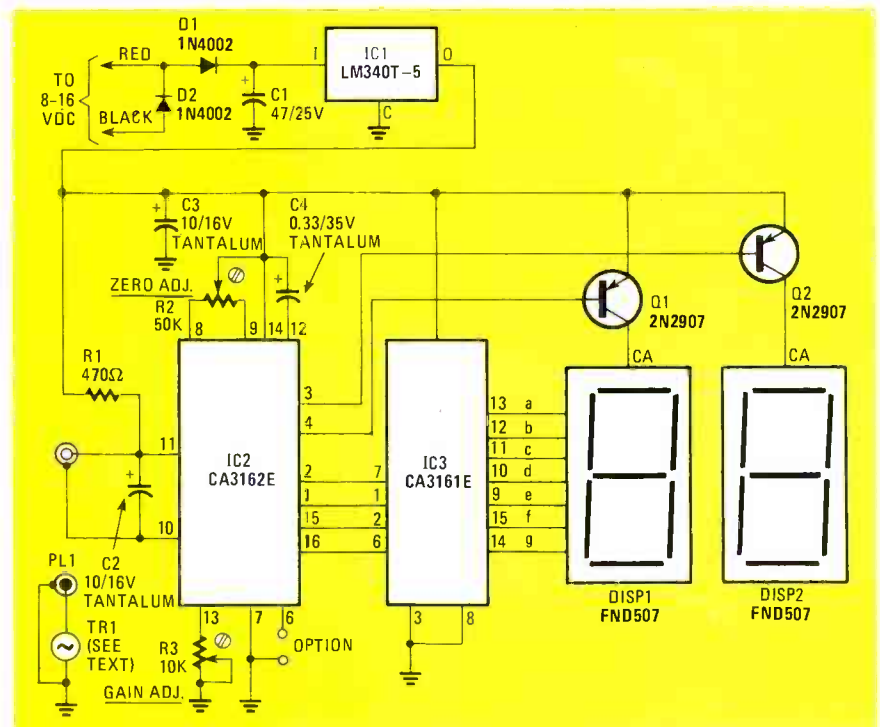 D1
1N4002
RED
TO
8-16
VDC
D2
1N4002
BLACK
+
C1
47/25V
I
IC1
LM340T-5
O
C
+
C3
10/16V
TANTALUM
C4
0.33/35V
TANTALUM
+
ZERO ADJ.
R2
50K
8
9
14
12
Q1
2N2907
Q2
2N2907
CA
CA
R1
470Ω
11
+
10
C2
10/16V
TANTALUM
IC2
CA3162E
3
4
2
1
15
16
7
1
2
6
IC3
CA3161E
13 a
12 b
11 c
10 d
9 e
15 f
14 g
DISP1
FND507
DISP2
FND507
PL1
TR1
(SEE
TEXT)
13
7
6
OPTION
R3
10K
GAIN ADJ.
3
8